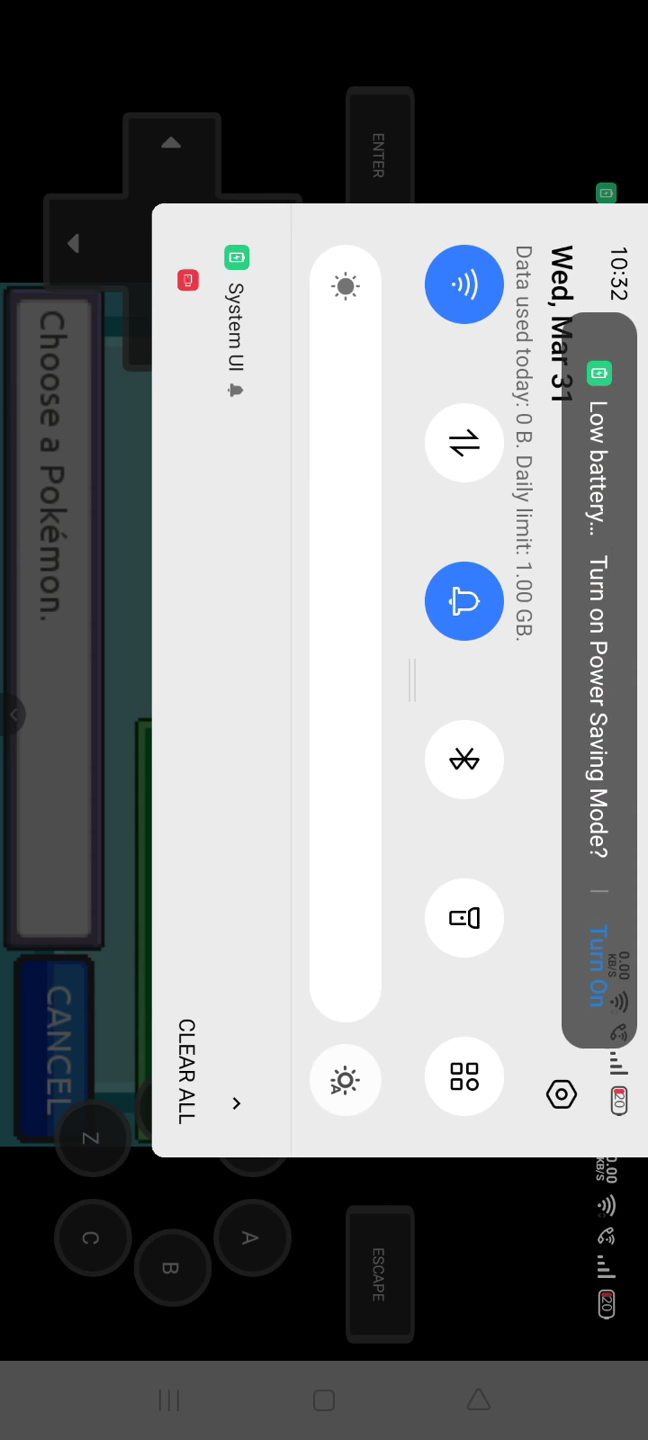 10:32
Low battery... Turn on Power Saving Mode? | Turn On
0.00
KB/S
20
Wed, Mar 31
Data used today: 0 B. Daily limit: 1.00 GB.
A
System UI
CLEAR ALL
0.00
KB/S
20
ENTER
ESCAPE
A
B
C
Z
Choose a Pokémon.
CANCEL